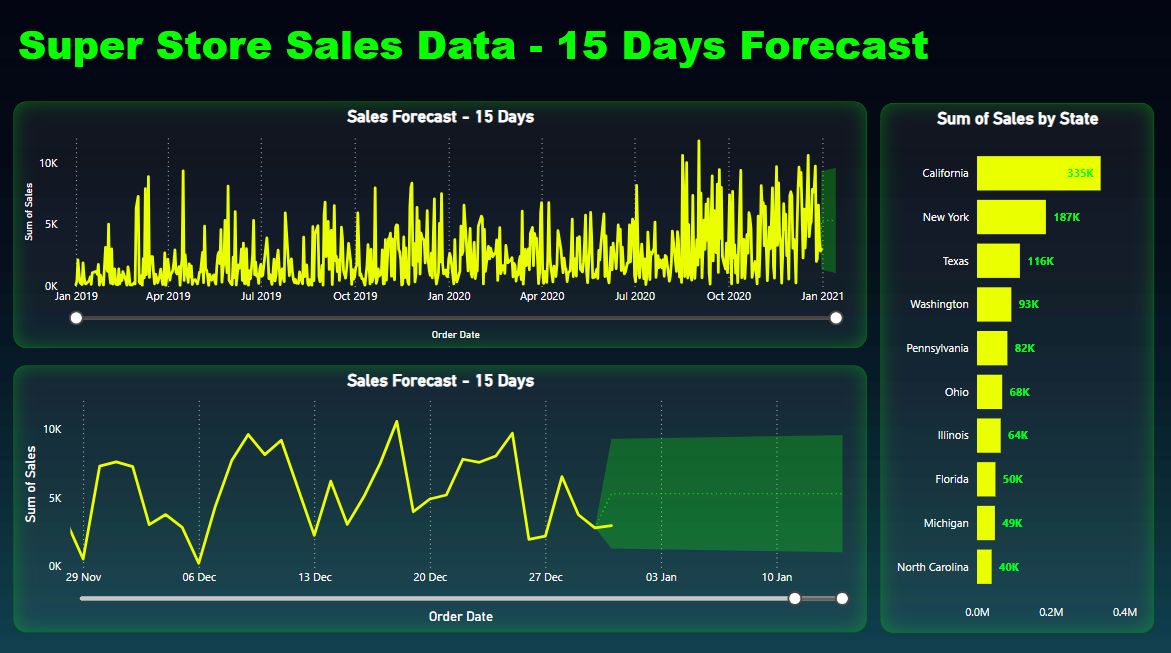 Super Store Sales Data - 15 Days Forecast
Sales Forecast - 15 Days
Sum of Sales
10K
5K
0K
Jan 2019 Apr 2019 Jul 2019 Oct 2019 Jan 2020 Apr 2020 Jul 2020 Oct 2020 Jan 2021
Order Date
Sales Forecast - 15 Days
Sum of Sales
10K
5K
0K
29 Nov 06 Dec 13 Dec 20 Dec 27 Dec 03 Jan 10 Jan
Order Date
Sum of Sales by State
California 335K
New York 187K
Texas 116K
Washington 93K
Pennsylvania 82K
Ohio 68K
Illinois 64K
Florida 50K
Michigan 49K
North Carolina 40K
0.0M 0.2M 0.4M